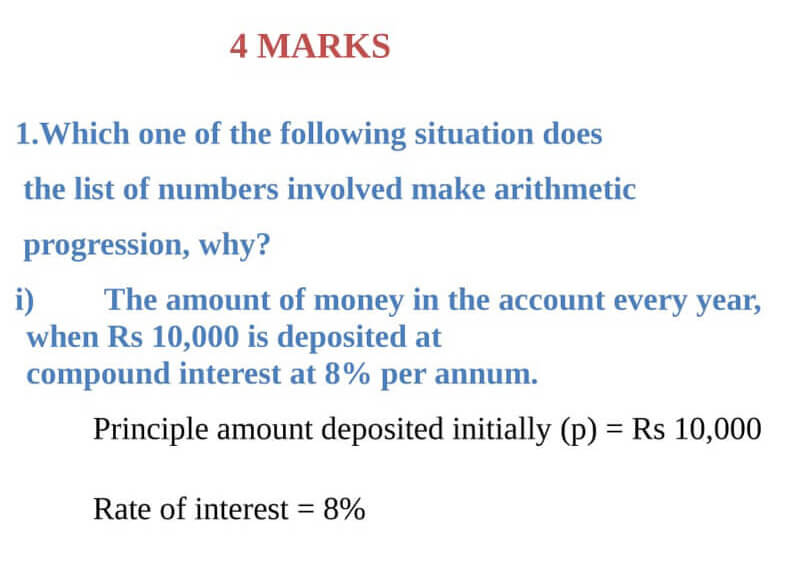 4 MARKS
1.Which one of the following situation does
the list of numbers involved make arithmetic
progression, why?
i) The amount of money in the account every year,
when Rs 10,000 is deposited at
compound interest at 8% per annum.
Principle amount deposited initially (p) = Rs 10,000
Rate of interest = 8%